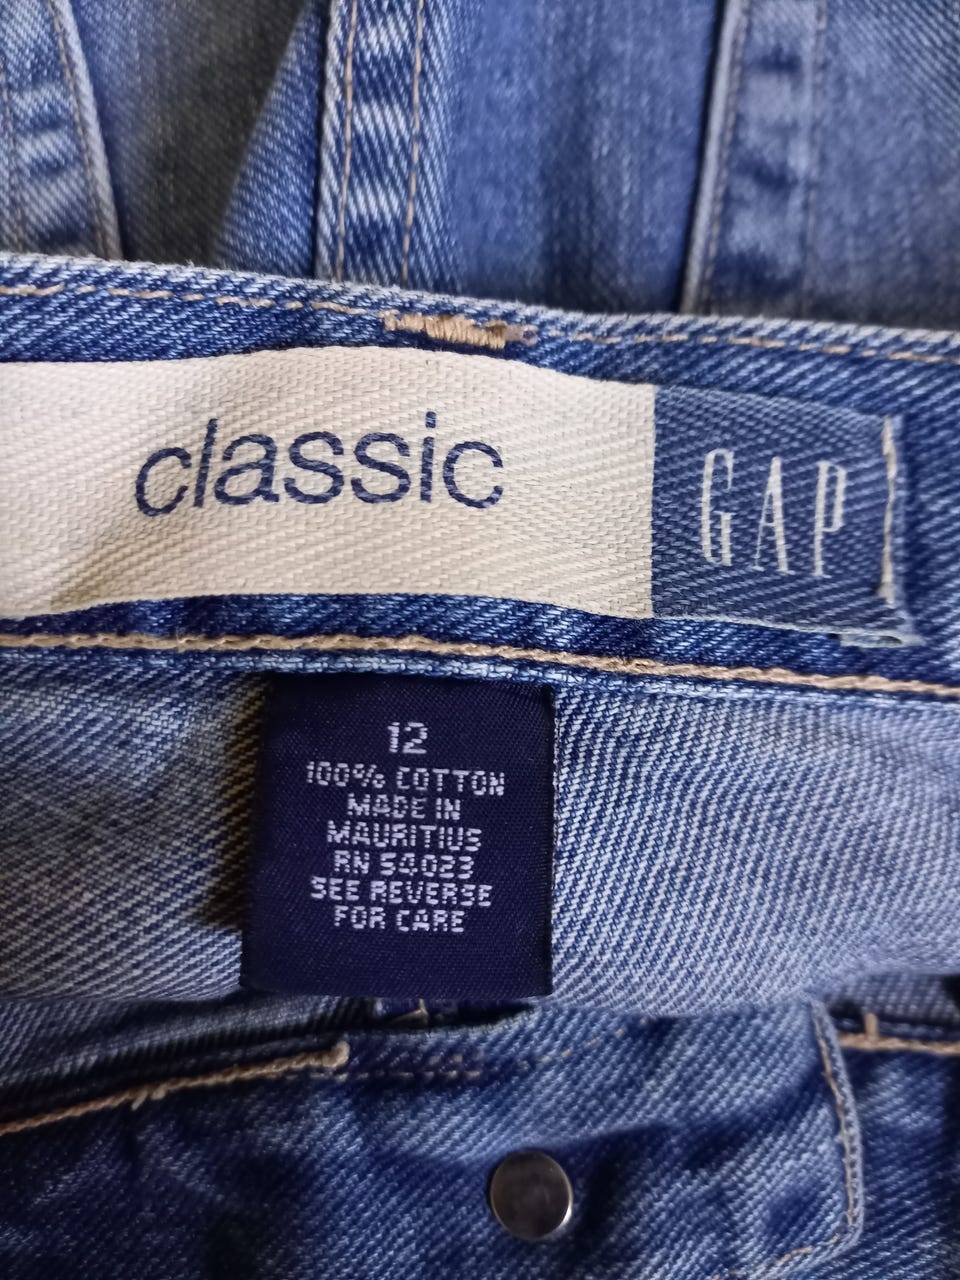 classic
GAP
12
100% COTTON
MADE IN
MAURITIUS
RN 54023
SEE REVERSE
FOR CARE